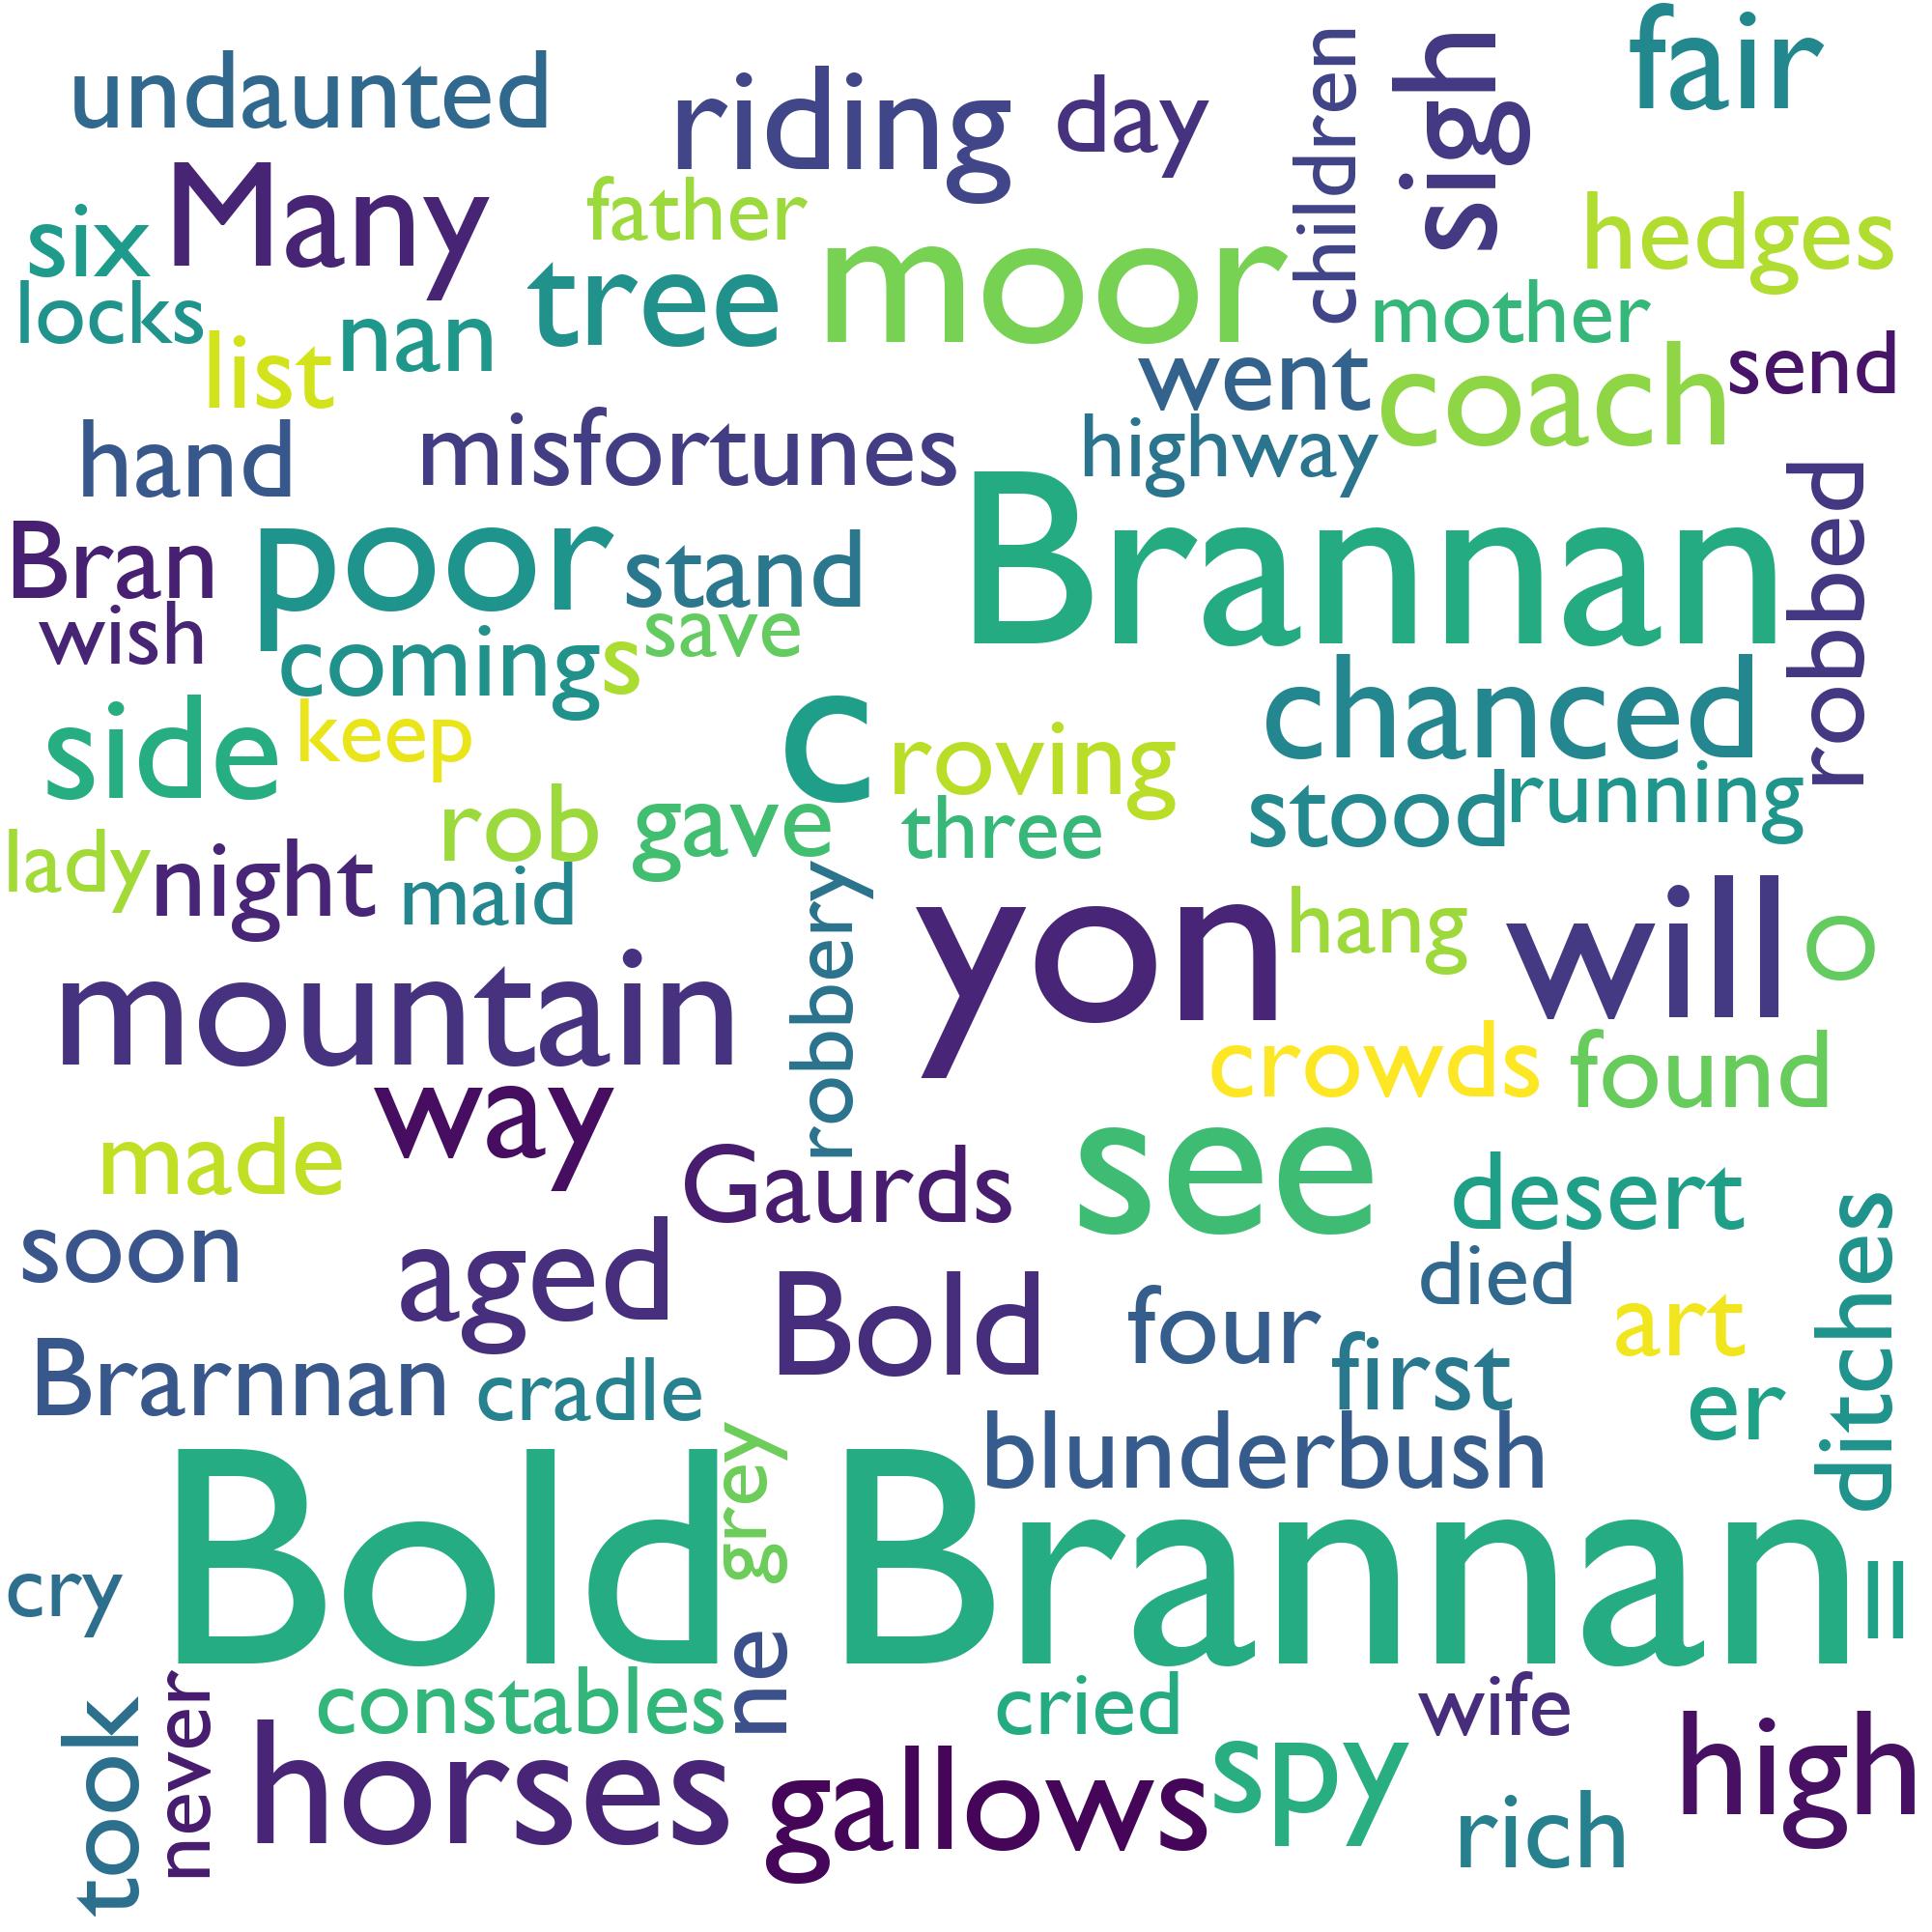 undaunted
riding
day
children
sigh
fair
Many
father
six
locks
list
nan
tree
moor
hedges
mother
went
coach
send
hand
misfortunes
highway
Brannan
robbed
Bran
poor
stand
wish
coming
s
save
side
keep
C
roving
chanced
rob
gave
three
stood
running
lady
night
maid
robbery
yon
hang
will
o
mountain
way
crowds
found
made
Gaurds
see
desert
ditches
soon
aged
Bold
four
died
art
first
er
Brarnnan
cradle
grey
blunderbush
Bold Brannan
ll
cry
ne
took
never
constables
cried
wife
horses
gallows
spy
rich
high